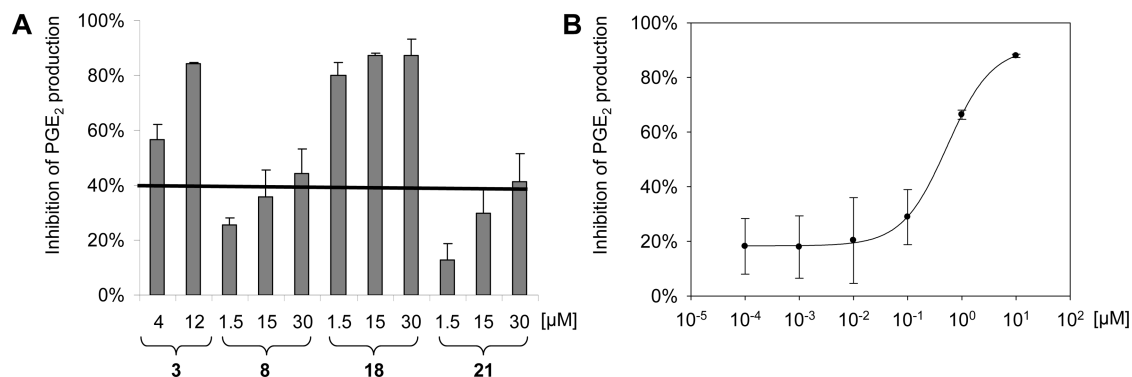 A
Inhibition of PGE₂ production
100%
80%
60%
40%
20%
0%
4 12 1.5 15 30 1.5 15 30 1.5 15 30 [µM]
3 8 18 21
B
Inhibition of PGE₂ production
100%
80%
60%
40%
20%
0%
10⁻⁵ 10⁻⁴ 10⁻³ 10⁻² 10⁻¹ 10⁰ 10¹ 10² [µM]